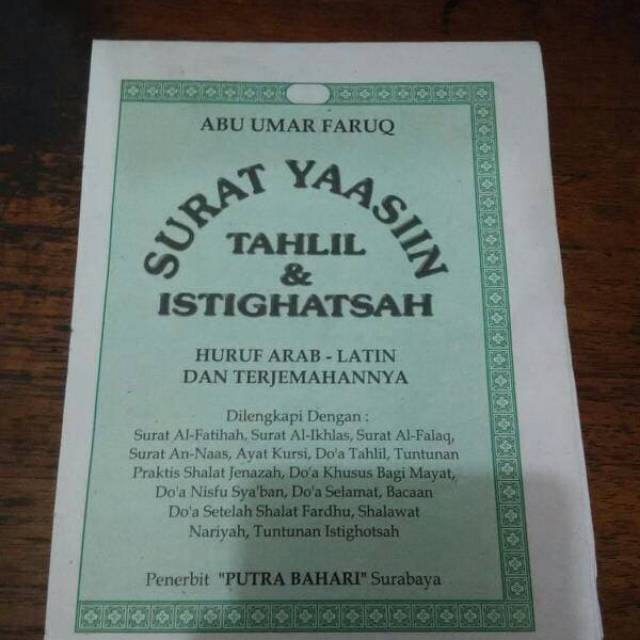 ABU UMAR FARUQ
SURAT YAASIIN
TAHLIL
&
ISTIGHATSAH
HURUF ARAB - LATIN
DAN TERJEMAHANNYA
Dilengkapi Dengan :
Surat Al-Fatihah, Surat Al-Ikhlas, Surat Al-Falaq,
Surat An-Naas, Ayat Kursi, Do'a Tahlil, Tuntunan
Praktis Shalat Jenazah, Do'a Khusus Bagi Mayat,
Do'a Nisfu Sya'ban, Do'a Selamat, Bacaan
Do'a Setelah Shalat Fardhu, Shalawat
Nariyah, Tuntunan Istighotsah
Penerbit "PUTRA BAHARI" Surabaya